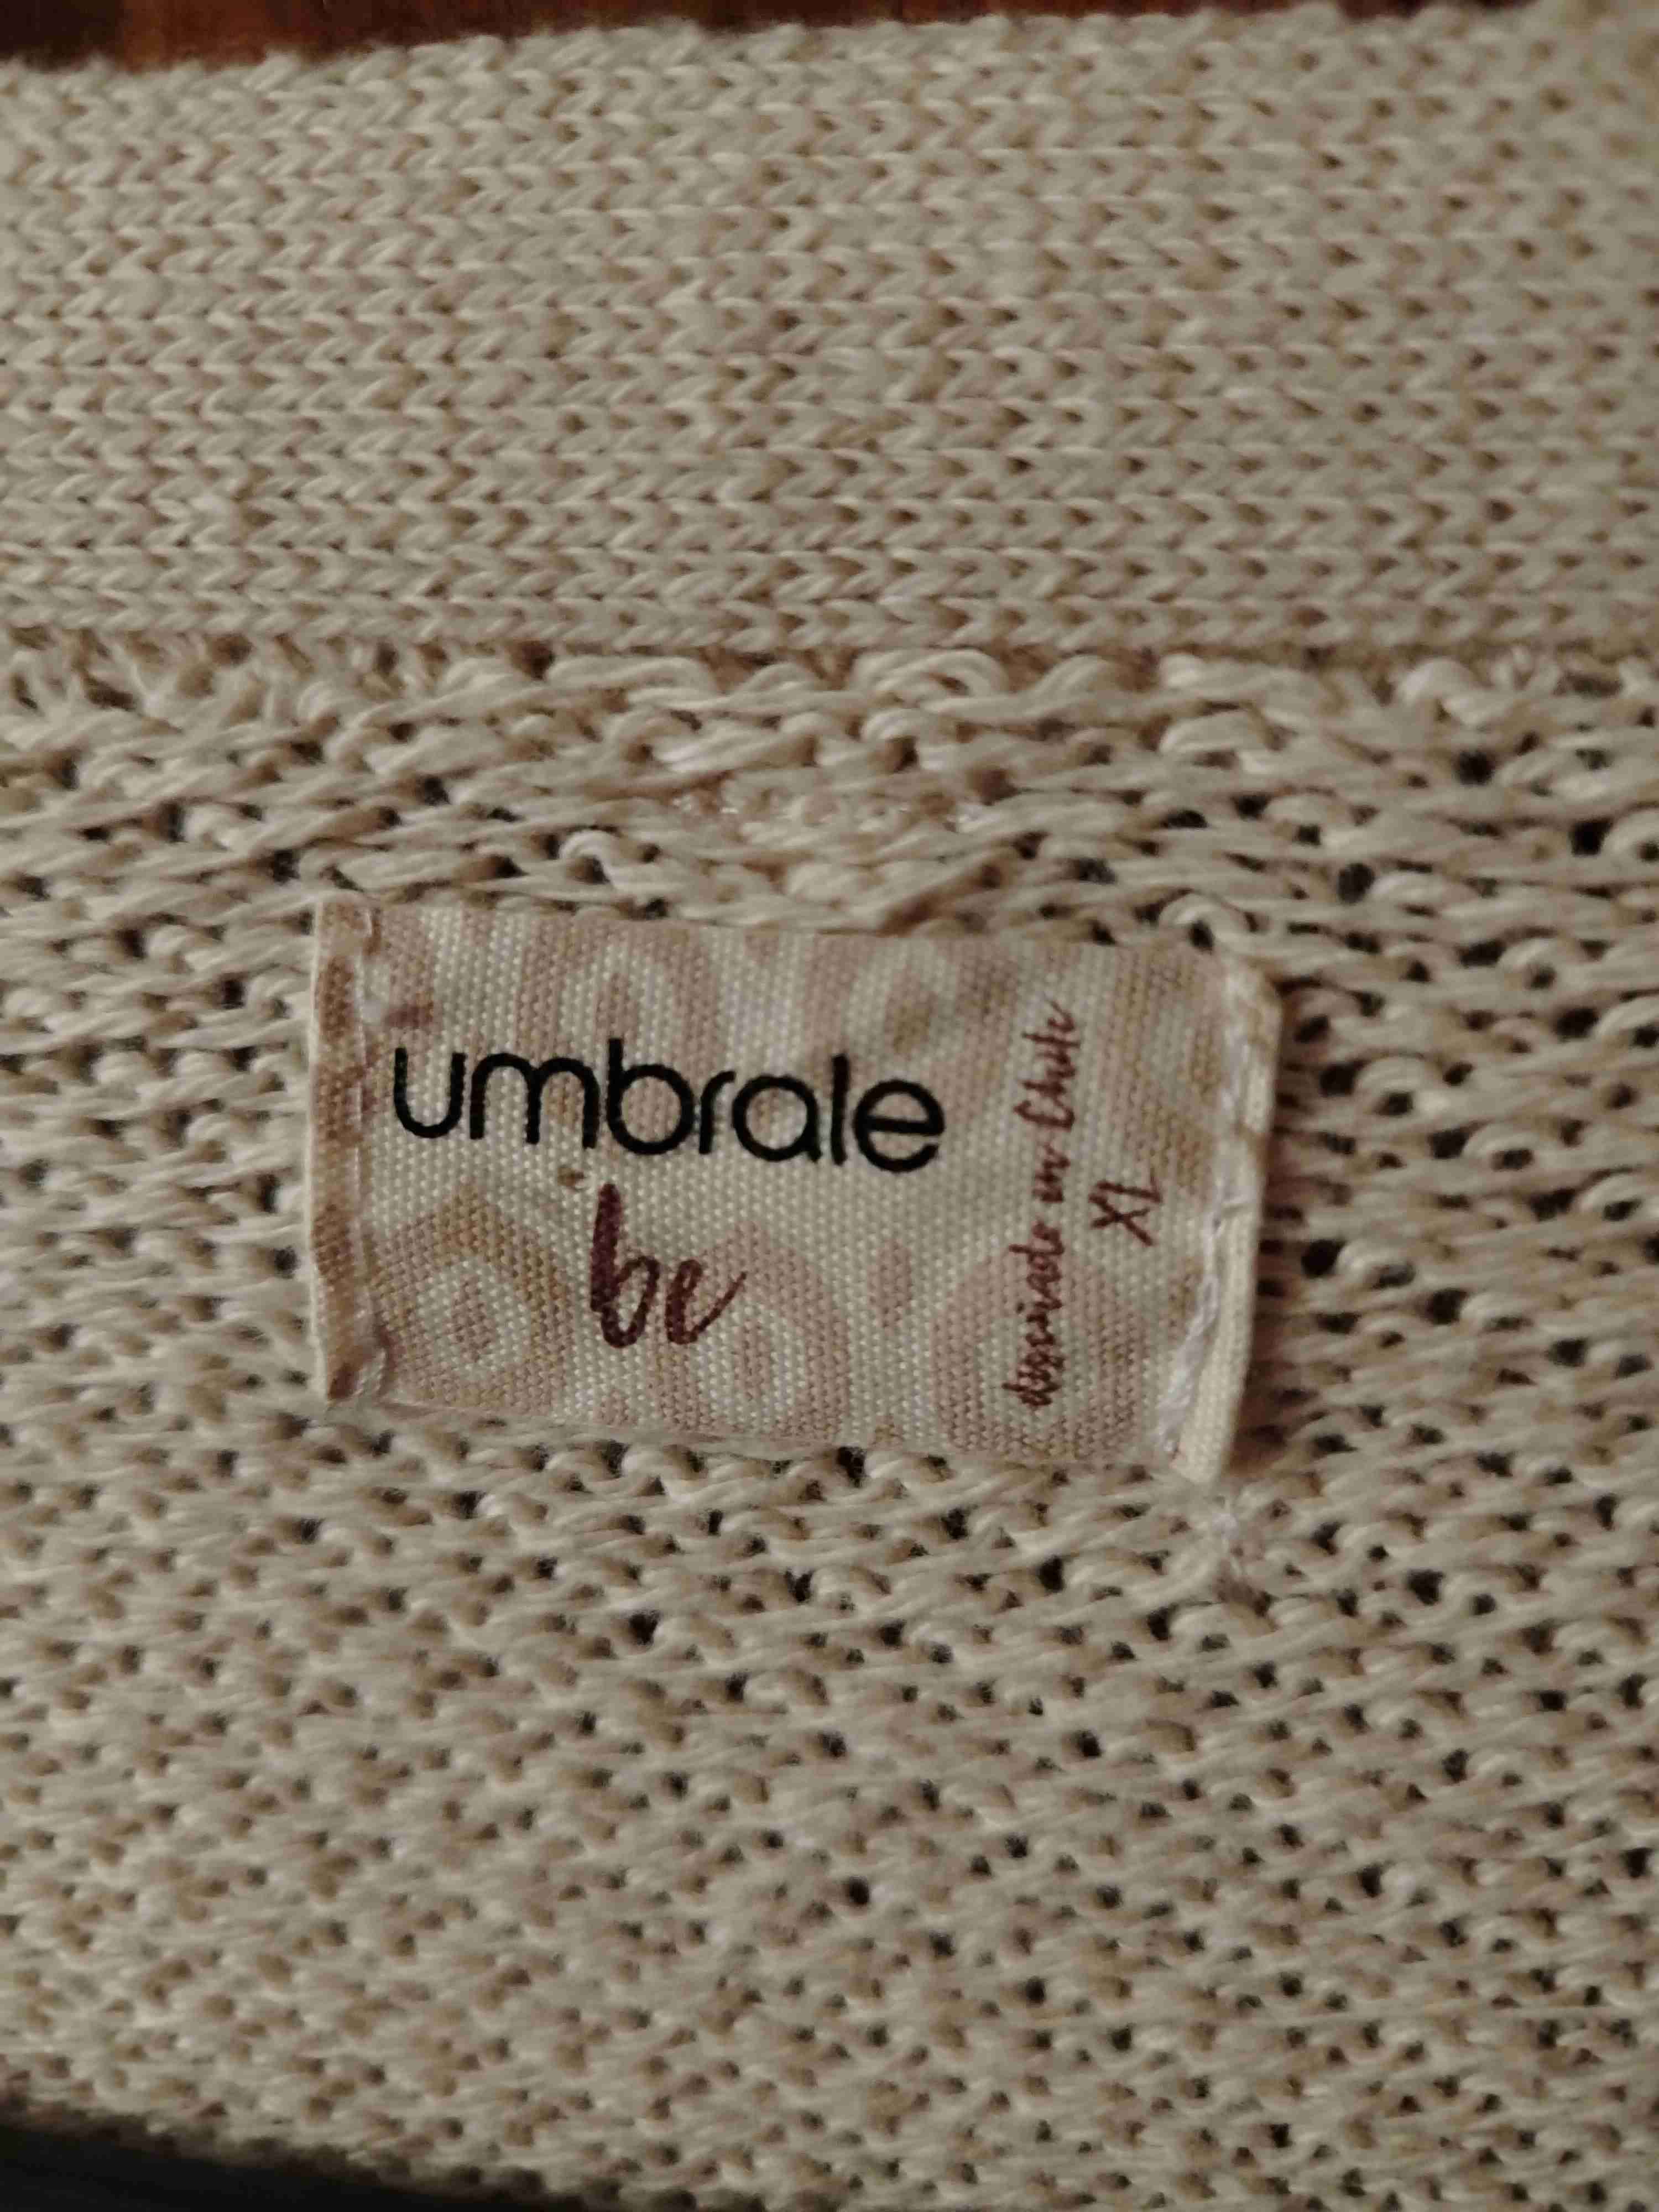 umbrale
be
diseñado en Chile
XL